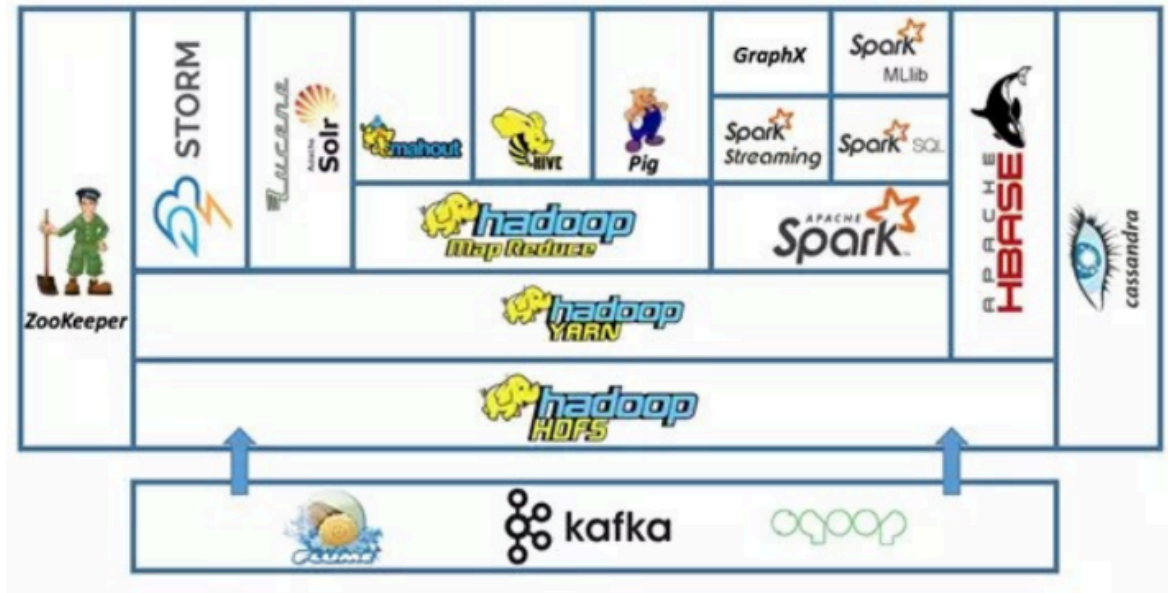 ZooKeeper
STORM
Lucene
Apache
Solr
mahout
HIVE
Pig
GraphX
Spark
MLlib
Spark
Streaming
Spark SQL
hadoop
Map Reduce
APACHE
Spark
APACHE
HBASE
cassandra
hadoop
YARN
hadoop
HDFS
flume
kafka
sqoop